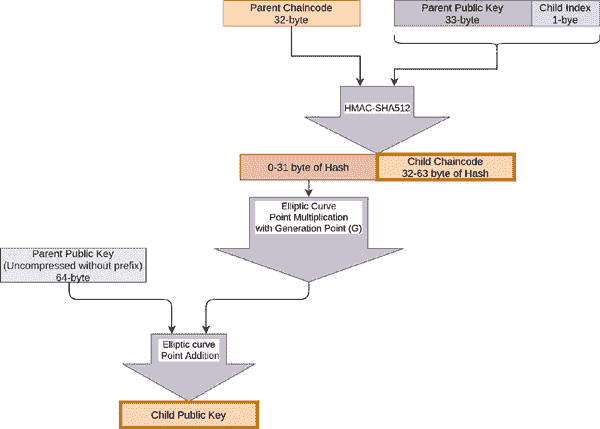 Parent Chaincode
32-byte
Parent Public Key
33-byte
Child Index
1-bye
HMAC-SHA512
0-31 byte of Hash
Child Chaincode
32-63 byte of Hash
Elliptic Curve
Point Multiplication
with Generation Point (G)
Parent Public Key
(Uncompressed without prefix)
64-byte
Elliptic curve
Point Addition
Child Public Key